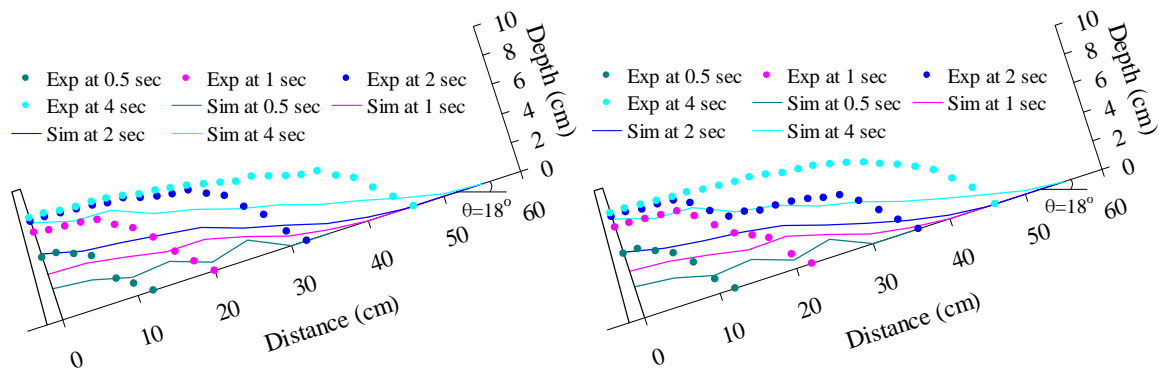 10
8
6
4
2
0
Depth (cm)
Exp at 0.5 sec Exp at 1 sec Exp at 2 sec
Exp at 4 sec Sim at 0.5 sec Sim at 1 sec
Sim at 2 sec Sim at 4 sec
θ=18°
0
10
20
30
40
50
60
Distance (cm)
10
8
6
4
2
0
Depth (cm)
Exp at 0.5 sec Exp at 1 sec Exp at 2 sec
Exp at 4 sec Sim at 0.5 sec Sim at 1 sec
Sim at 2 sec Sim at 4 sec
θ=18°
0
10
20
30
40
50
60
Distance (cm)